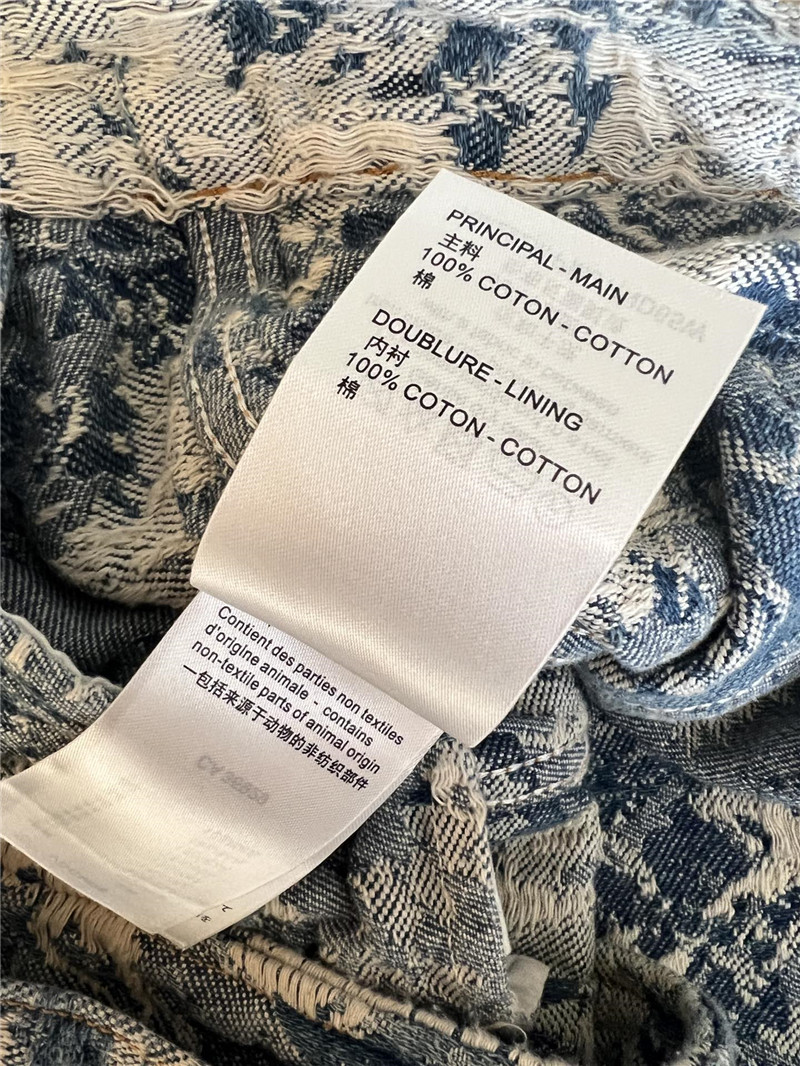 PRINCIPAL - MAIN
主料
100% COTON - COTTON
棉
DOUBLURE - LINING
内衬
100% COTON - COTTON
棉
Contient des parties non textiles
d'origine animale - contains
non-textile parts of animal origin
一包括来源于动物的非纺织部件